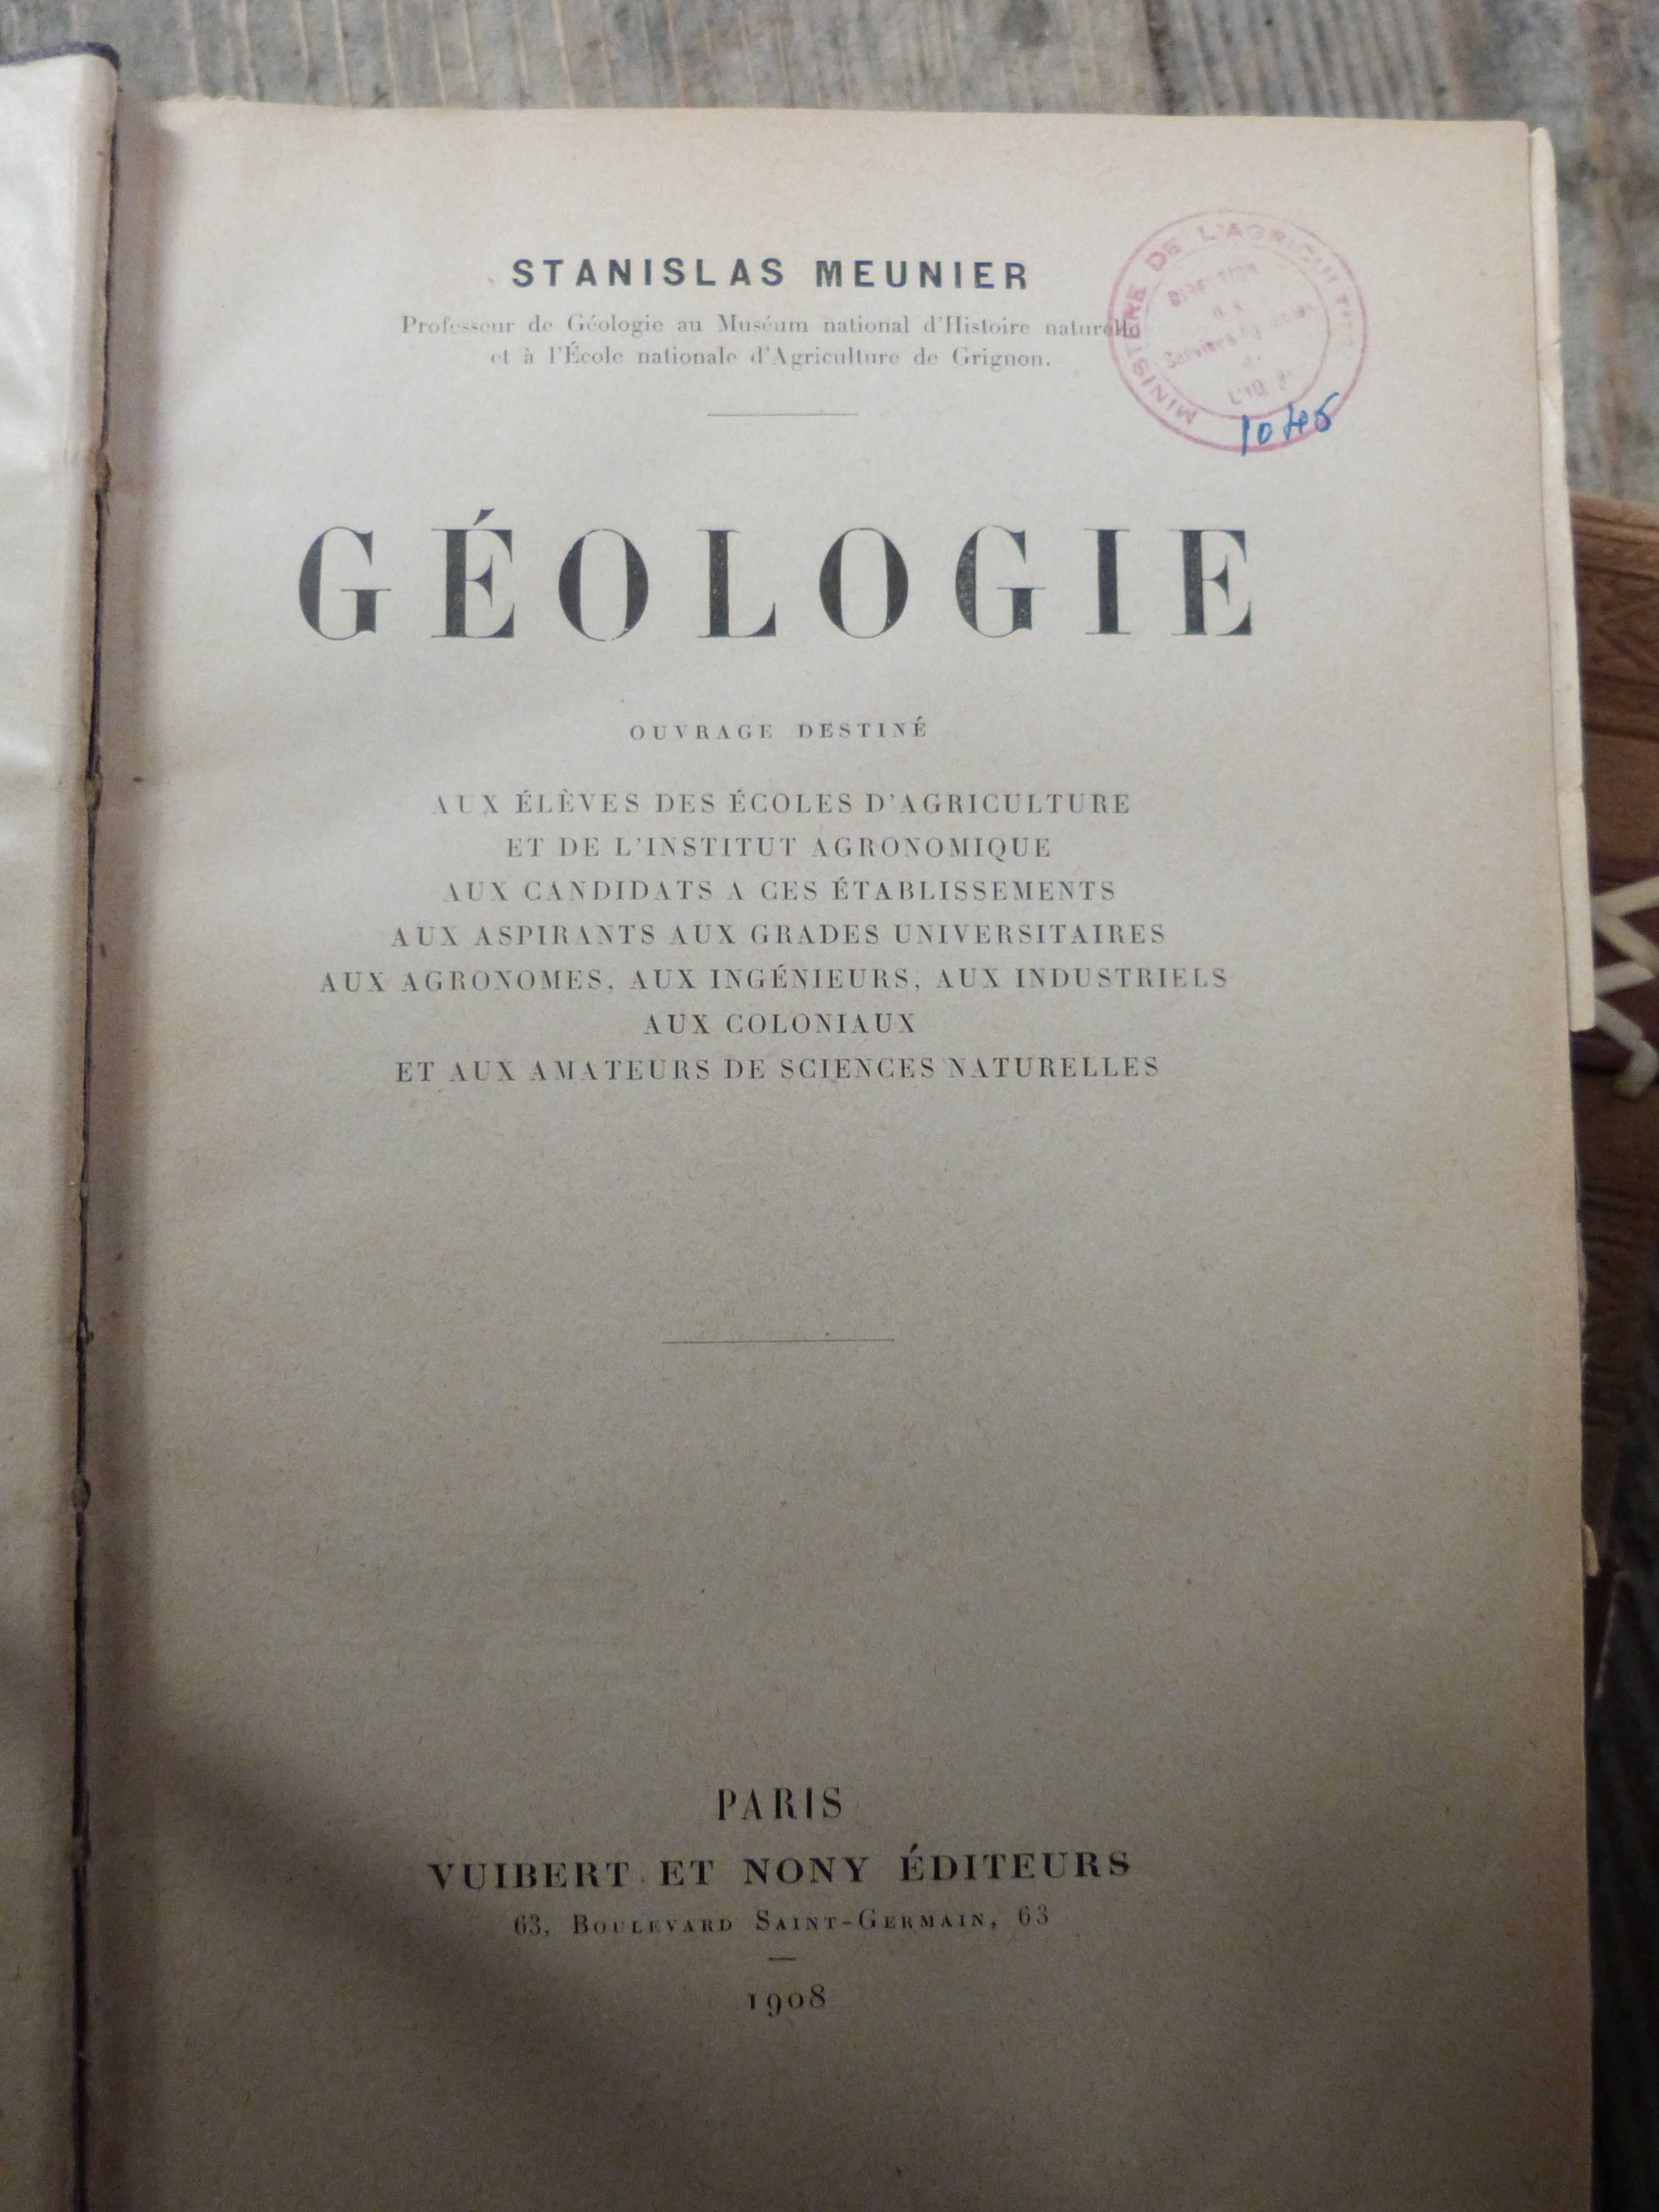 STANISLAS MEUNIER
Professeur de Géologie au Muséum national d'Histoire naturelle
et à l'École nationale d'Agriculture de Grignon.
MINISTÈRE DE L'AGRICULTURE
DIRECTION
1046
GÉOLOGIE
OUVRAGE DESTINÉ
AUX ÉLÈVES DES ÉCOLES D'AGRICULTURE
ET DE L'INSTITUT AGRONOMIQUE
AUX CANDIDATS A CES ÉTABLISSEMENTS
AUX ASPIRANTS AUX GRADES UNIVERSITAIRES
AUX AGRONOMES, AUX INGÉNIEURS, AUX INDUSTRIELS
AUX COLONIAUX
ET AUX AMATEURS DE SCIENCES NATURELLES
PARIS
VUIBERT ET NONY ÉDITEURS
63, BOULEVARD SAINT-GERMAIN, 63
1908